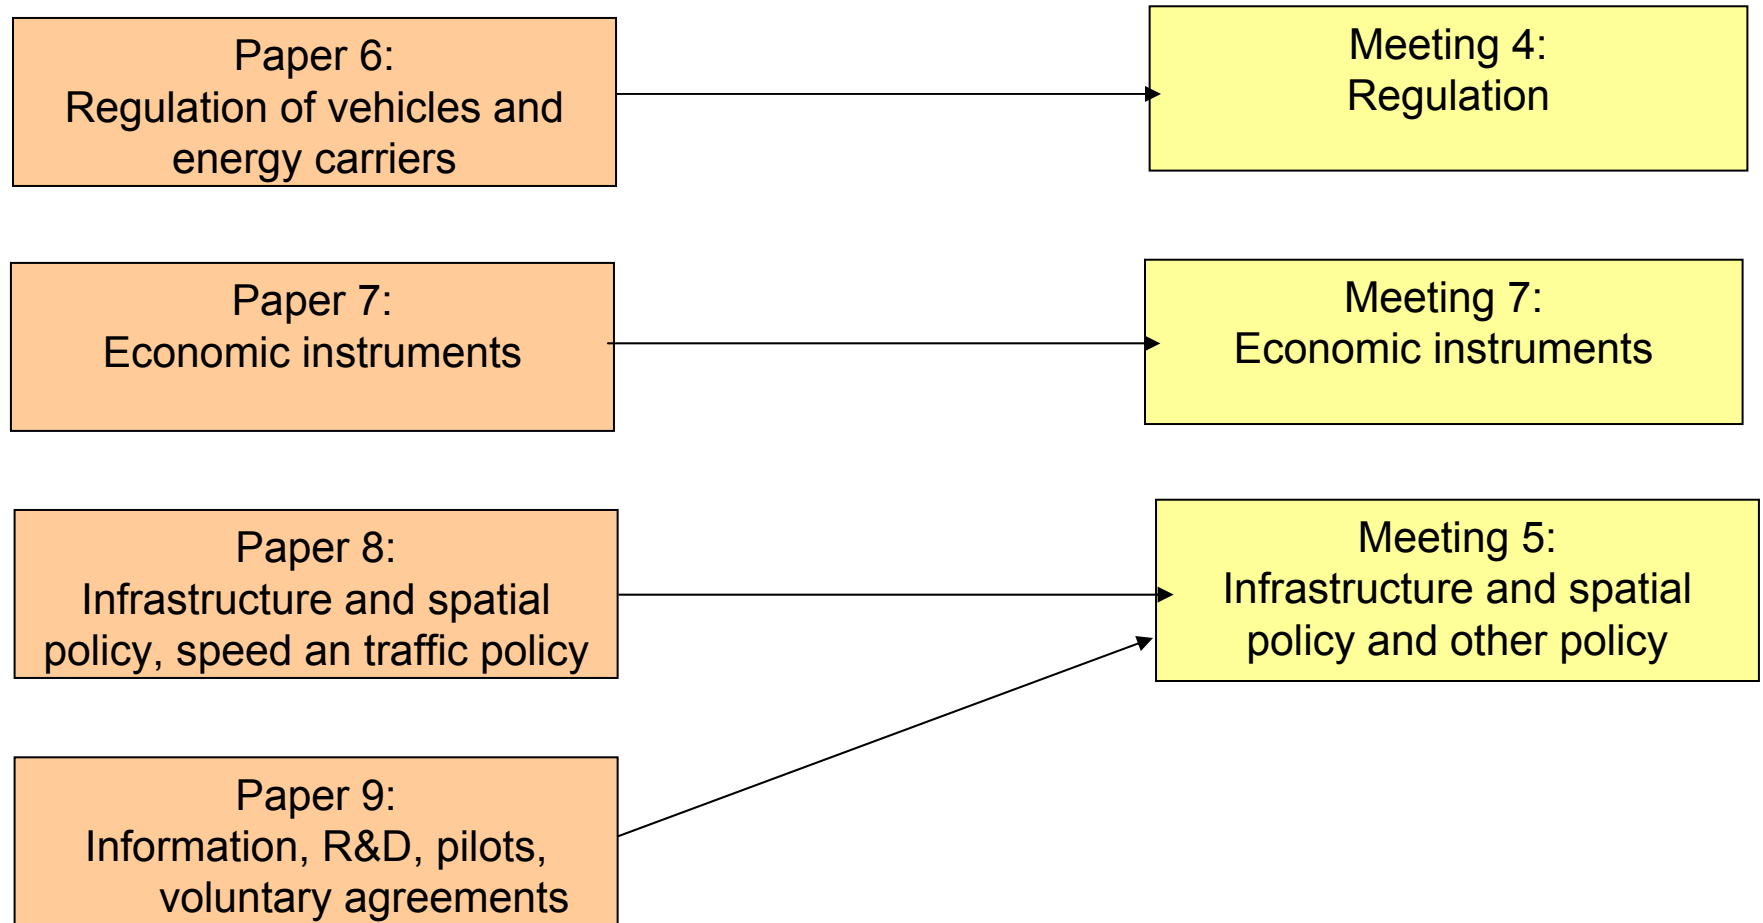 Paper 6:
Regulation of vehicles and
energy carriers
Meeting 4:
Regulation
Paper 7:
Economic instruments
Meeting 7:
Economic instruments
Paper 8:
Infrastructure and spatial
policy, speed an traffic policy
Meeting 5:
Infrastructure and spatial
policy and other policy
Paper 9:
Information, R&D, pilots,
voluntary agreements